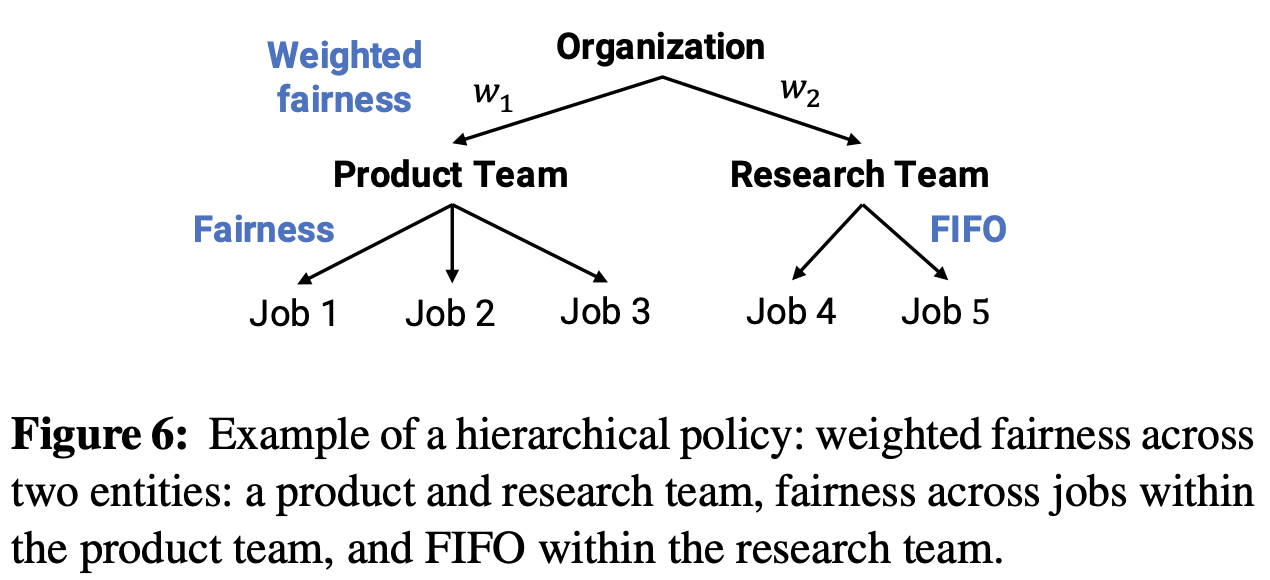 Organization
Weighted
fairness
w₁
w₂
Product Team
Research Team
Fairness
FIFO
Job 1
Job 2
Job 3
Job 4
Job 5
Figure 6: Example of a hierarchical policy: weighted fairness across
two entities: a product and research team, fairness across jobs within
the product team, and FIFO within the research team.